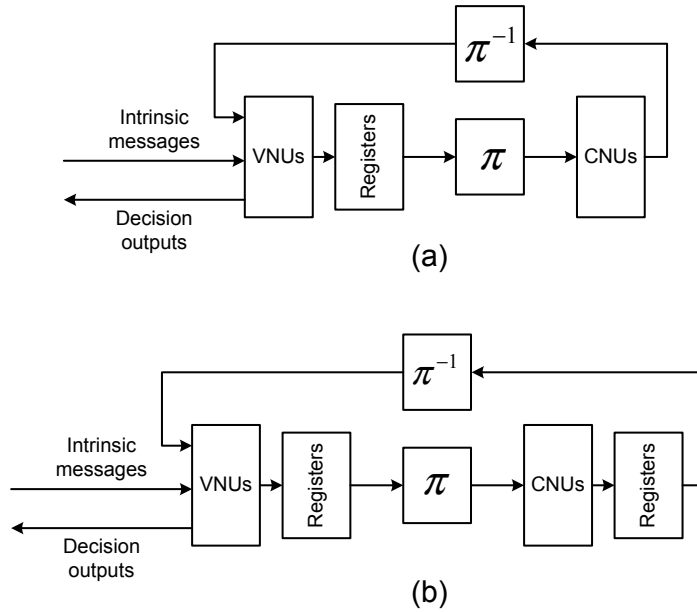 π⁻¹
Intrinsic
messages
VNUs
Registers
π
CNUs
Decision
outputs
(a)
π⁻¹
Intrinsic
messages
VNUs
Registers
π
CNUs
Registers
Decision
outputs
(b)